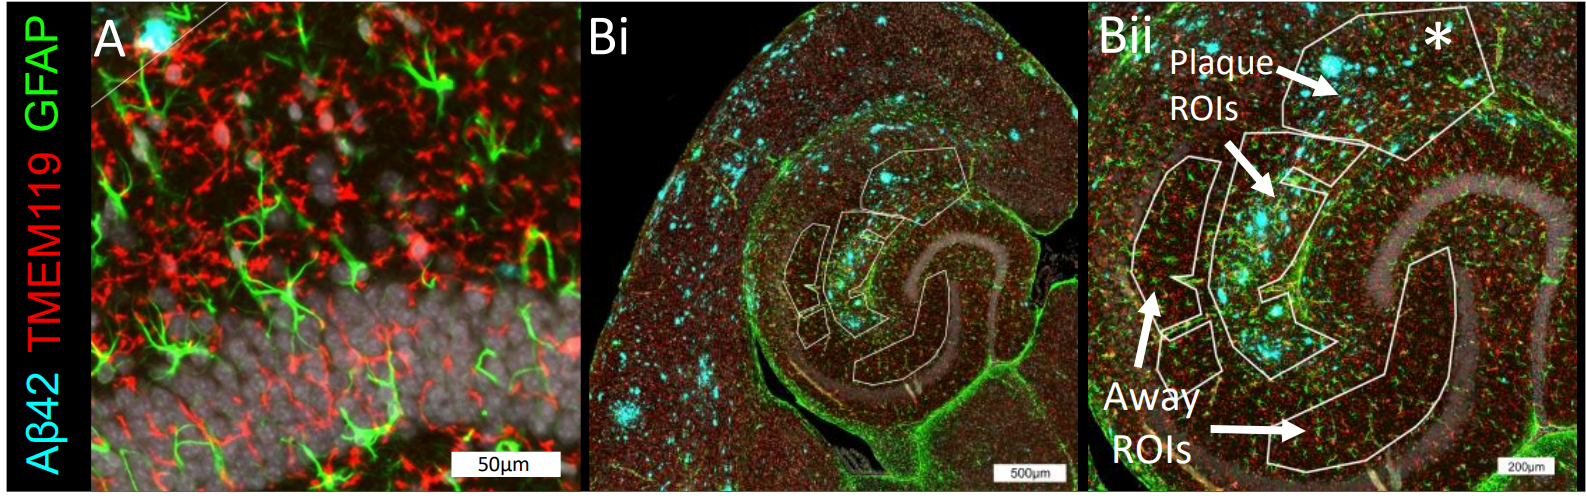 Aβ42 TMEM119 GFAP
A
50μm
Bi
500μm
Bii
*
Plaque
ROIs
Away
ROIs
200μm